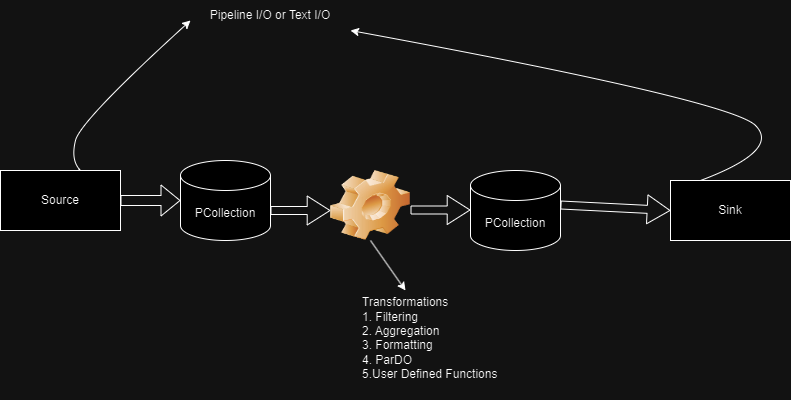 Pipeline I/O or Text I/O
Source
PCollection
PCollection
Sink
Transformations
1. Filtering
2. Aggregation
3. Formatting
4. ParDO
5.User Defined Functions